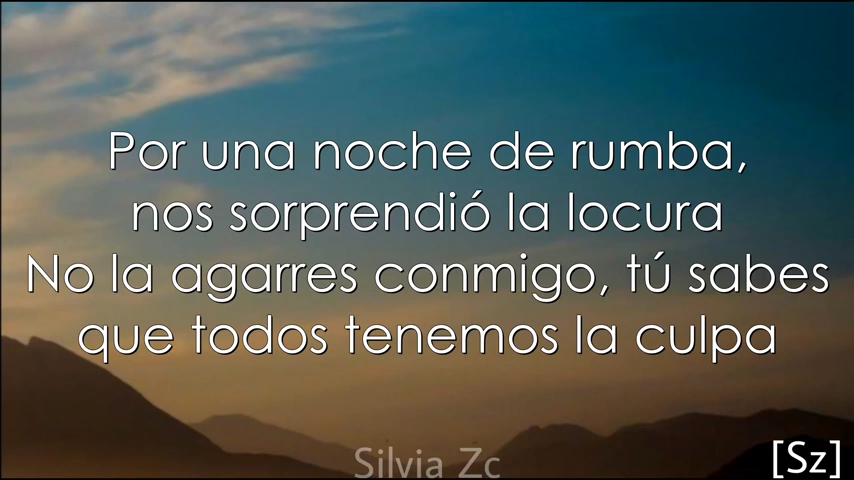 Por una noche de rumba,
nos sorprendió la locura
No la agarres conmigo, tú sabes
que todos tenemos la culpa
Silvia Zc
[Sz]